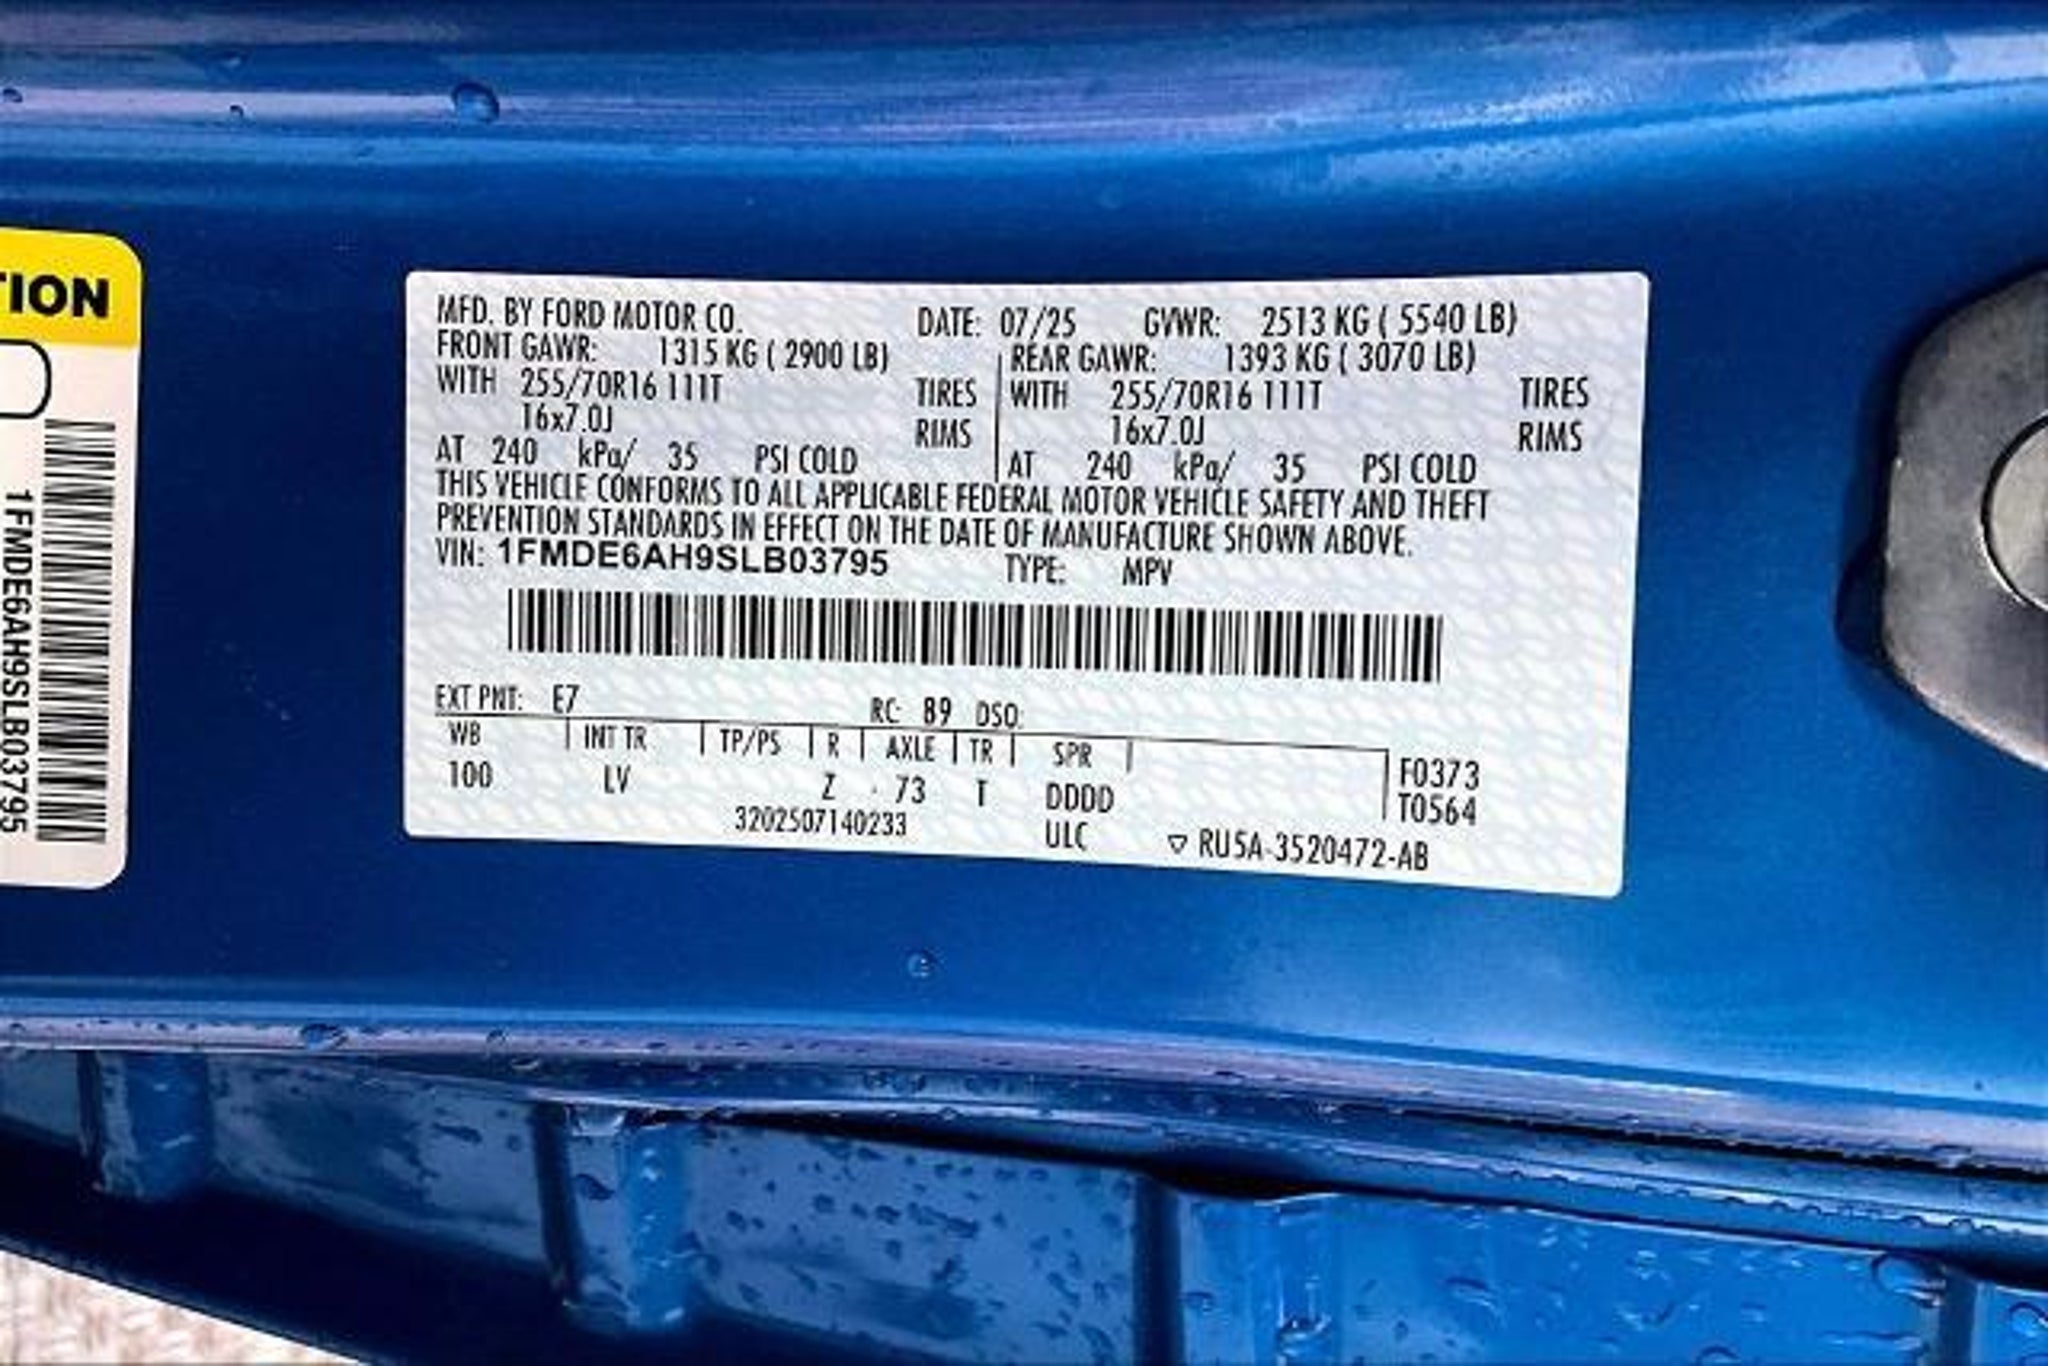 TION
1FMDE6AH9SLB03795
MFD. BY FORD MOTOR CO. DATE: 07/25 GVWR: 2513 KG ( 5540 LB)
FRONT GAWR: 1315 KG ( 2900 LB) REAR GAWR: 1393 KG ( 3070 LB)
WITH 255/70R16 111T TIRES WITH 255/70R16 111T TIRES
16x7.0J RIMS 16x7.0J RIMS
AT 240 kPa/ 35 PSI COLD AT 240 kPa/ 35 PSI COLD
THIS VEHICLE CONFORMS TO ALL APPLICABLE FEDERAL MOTOR VEHICLE SAFETY AND THEFT
PREVENTION STANDARDS IN EFFECT ON THE DATE OF MANUFACTURE SHOWN ABOVE.
VIN: 1FMDE6AH9SLB03795 TYPE: MPV
EXT PNT: E7 RC: 89 DSO:
WB INT TR TP/PS R AXLE TR SPR
100 LV Z 73 T DDDD F0373
T0564
3202507140233 ULC RU5A-3520472-AB